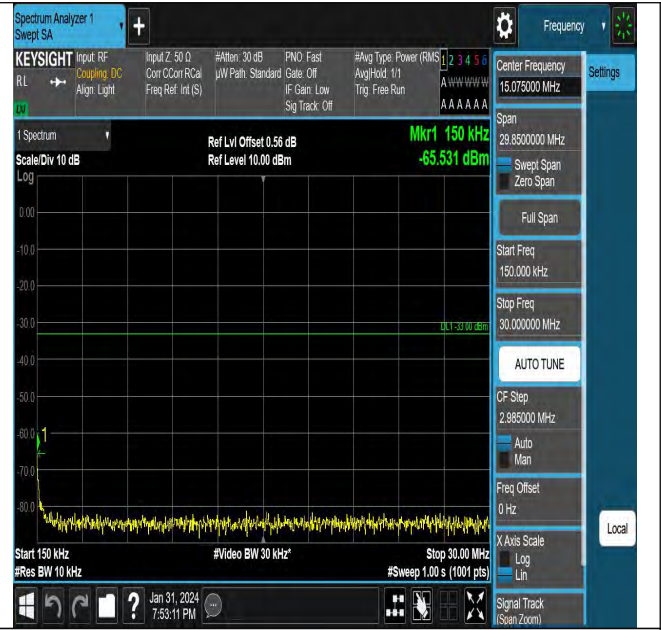 Spectrum Analyzer 1
Swept SA
Frequency
KEYSIGHT
RL
Input: RF
Coupling: DC
Align: Light
Input Z: 50 Ω
Corr CCorr RCal
Freq Ref: Int (S)
#Atten: 30 dB
µW Path: Standard
PNO: Fast
Gate: Off
IF Gain: Low
Sig Track: Off
#Avg Type: Power (RMS
Avg|Hold: 1/1
Trig: Free Run
1 2 3 4 5 6
A W W W W W
A A A A A A
LXI
1 Spectrum
Scale/Div 10 dB
Log
Ref Lvl Offset 0.56 dB
Ref Level 10.00 dBm
Mkr1 150 kHz
-65.531 dBm
0.00
-10.0
-20.0
-30.0
DL1 -33.00 dBm
-40.0
-50.0
-60.0
1
-70.0
-80.0
Start 150 kHz
#Res BW 10 kHz
#Video BW 30 kHz*
Stop 30.00 MHz
#Sweep 1.00 s (1001 pts)
?
Jan 31, 2024
7:53:11 PM
Center Frequency
15.075000 MHz
Settings
Span
29.8500000 MHz
Swept Span
Zero Span
Full Span
Start Freq
150.000 kHz
Stop Freq
30.000000 MHz
AUTO TUNE
CF Step
2.985000 MHz
Auto
Man
Freq Offset
0 Hz
X Axis Scale
Log
Lin
Local
Signal Track
(Span Zoom)